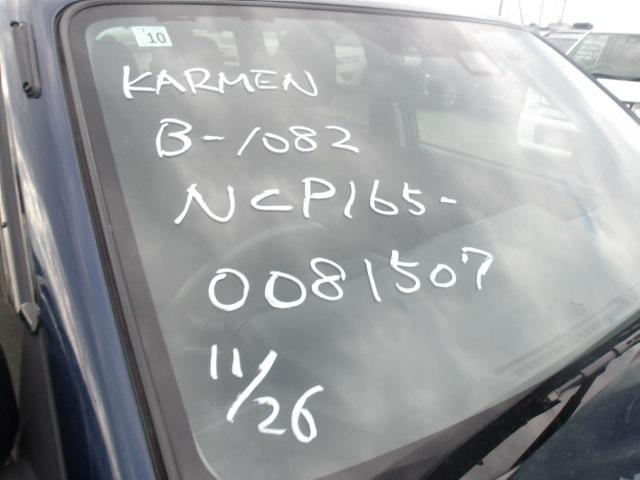 '10
KARMEN
B-1082
NCP165-
0081507
11/26